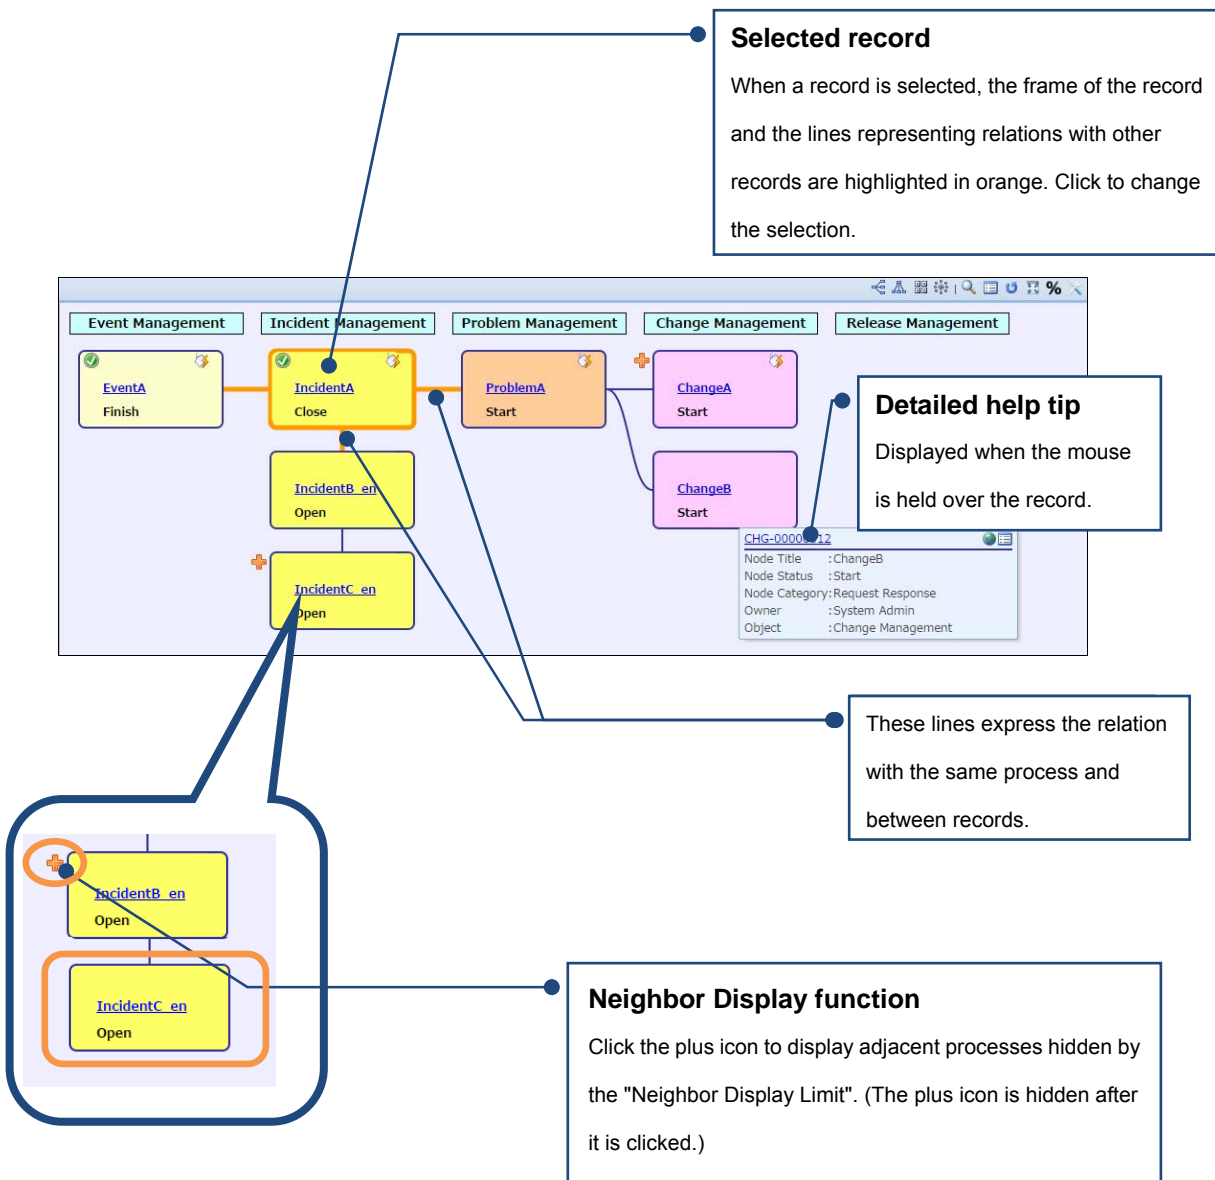 Selected record
When a record is selected, the frame of the record
and the lines representing relations with other
records are highlighted in orange. Click to change
the selection.
%
Event Management
Incident Management
Problem Management
Change Management
Release Management
EventA
Finish
IncidentA
Close
ProblemA
Start
ChangeA
Start
Detailed help tip
Displayed when the mouse
is held over the record.
IncidentB_en
Open
ChangeB
Start
CHG-00000012
Node Title :ChangeB
Node Status :Start
Node Category:Request Response
Owner :System Admin
Object :Change Management
IncidentC_en
Open
These lines express the relation
with the same process and
between records.
IncidentB_en
Open
IncidentC_en
Open
Neighbor Display function
Click the plus icon to display adjacent processes hidden by
the "Neighbor Display Limit". (The plus icon is hidden after
it is clicked.)